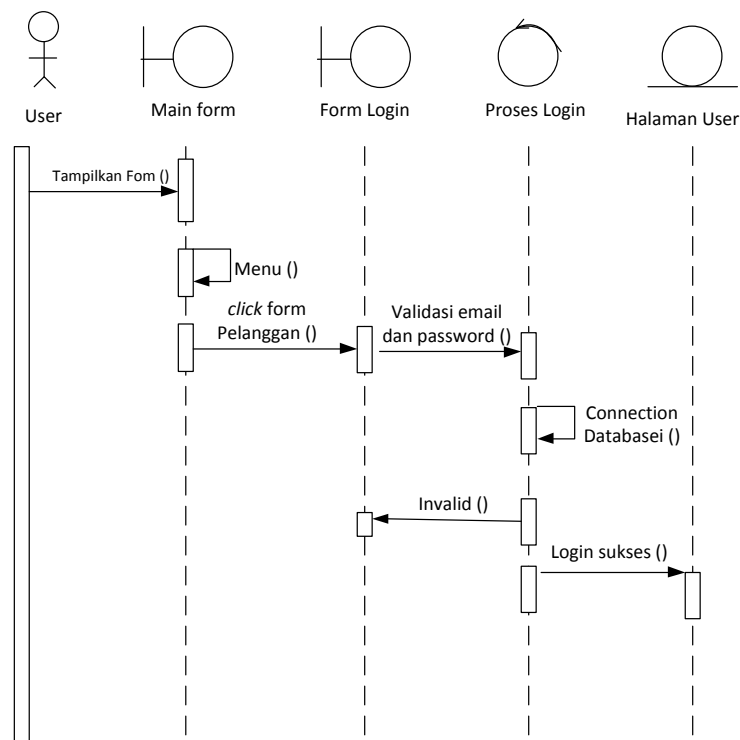 User
Main form
Form Login
Proses Login
Halaman User
Tampilkan Fom ()
Menu ()
click form
Pelanggan ()
Validasi email
dan password ()
Connection
Databasei ()
Invalid ()
Login sukses ()